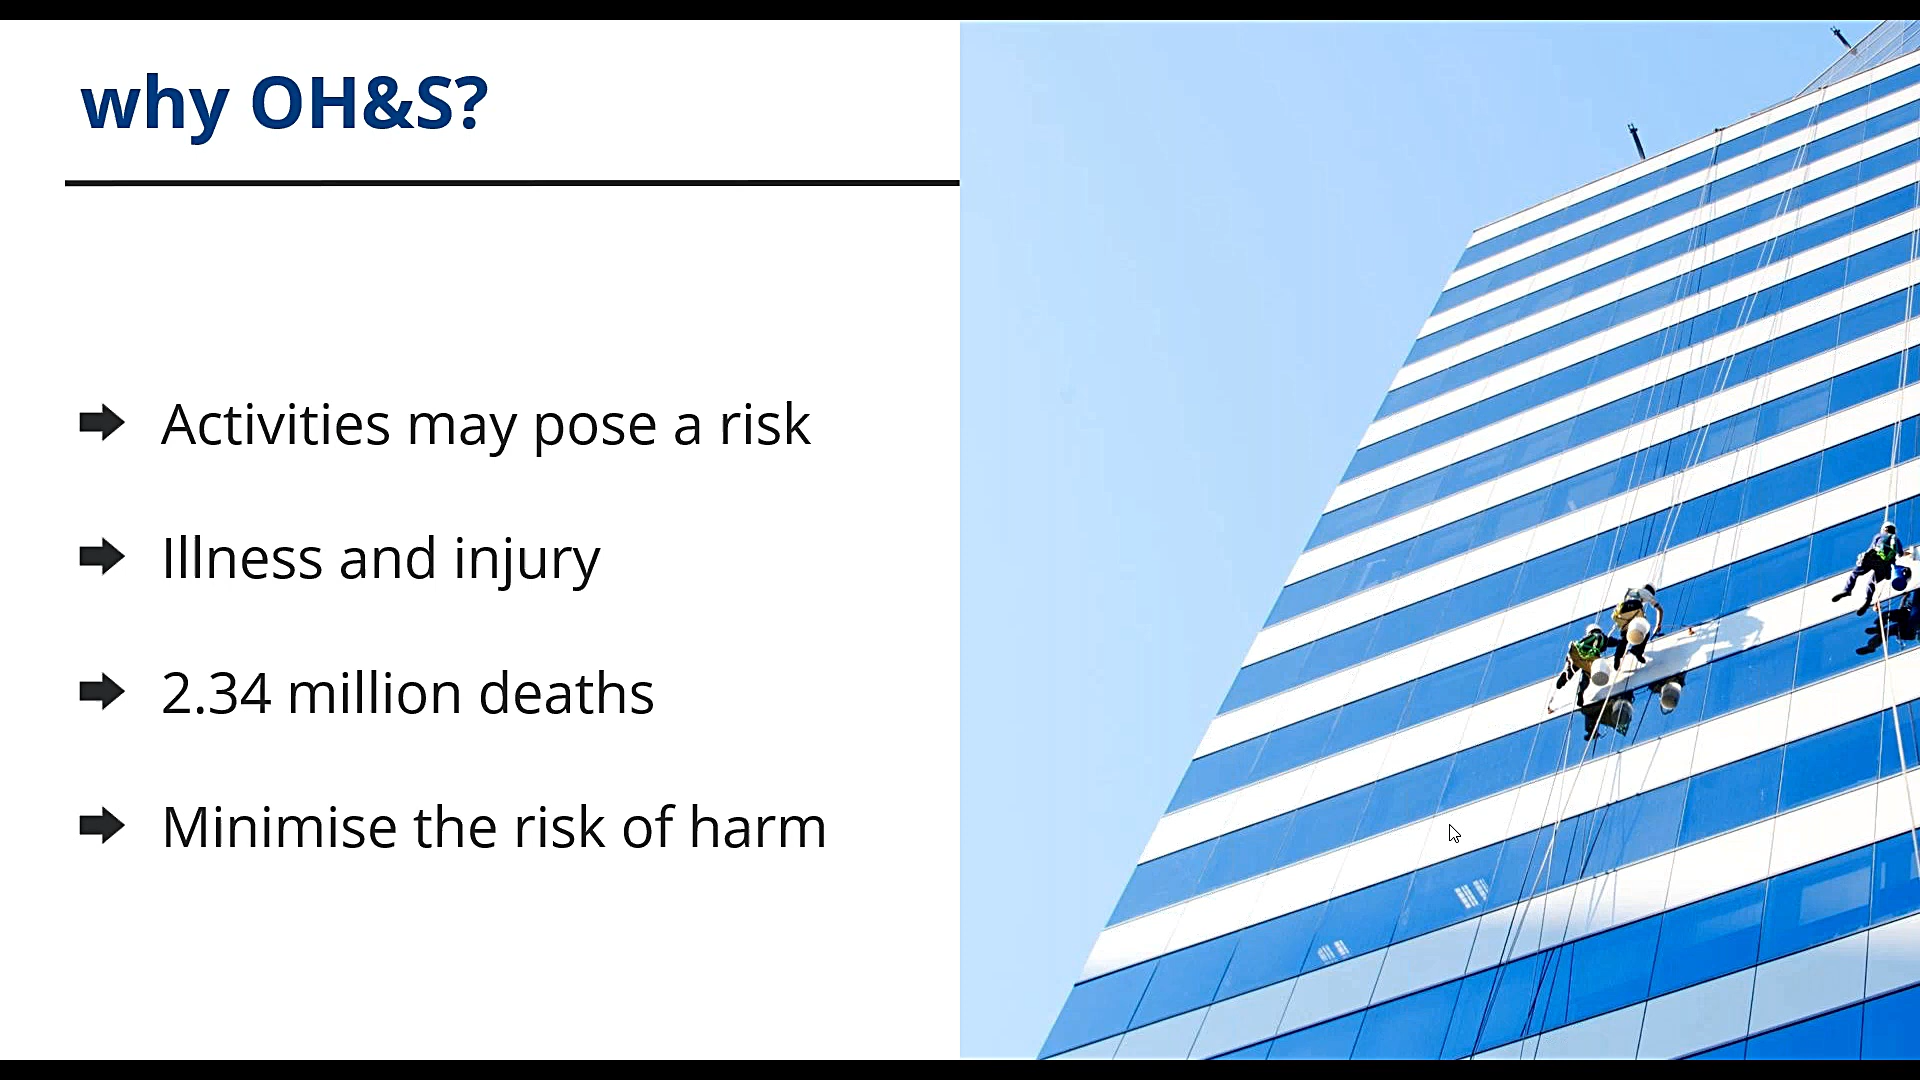 why OH&S?
Activities may pose a risk
Illness and injury
2.34 million deaths
Minimise the risk of harm